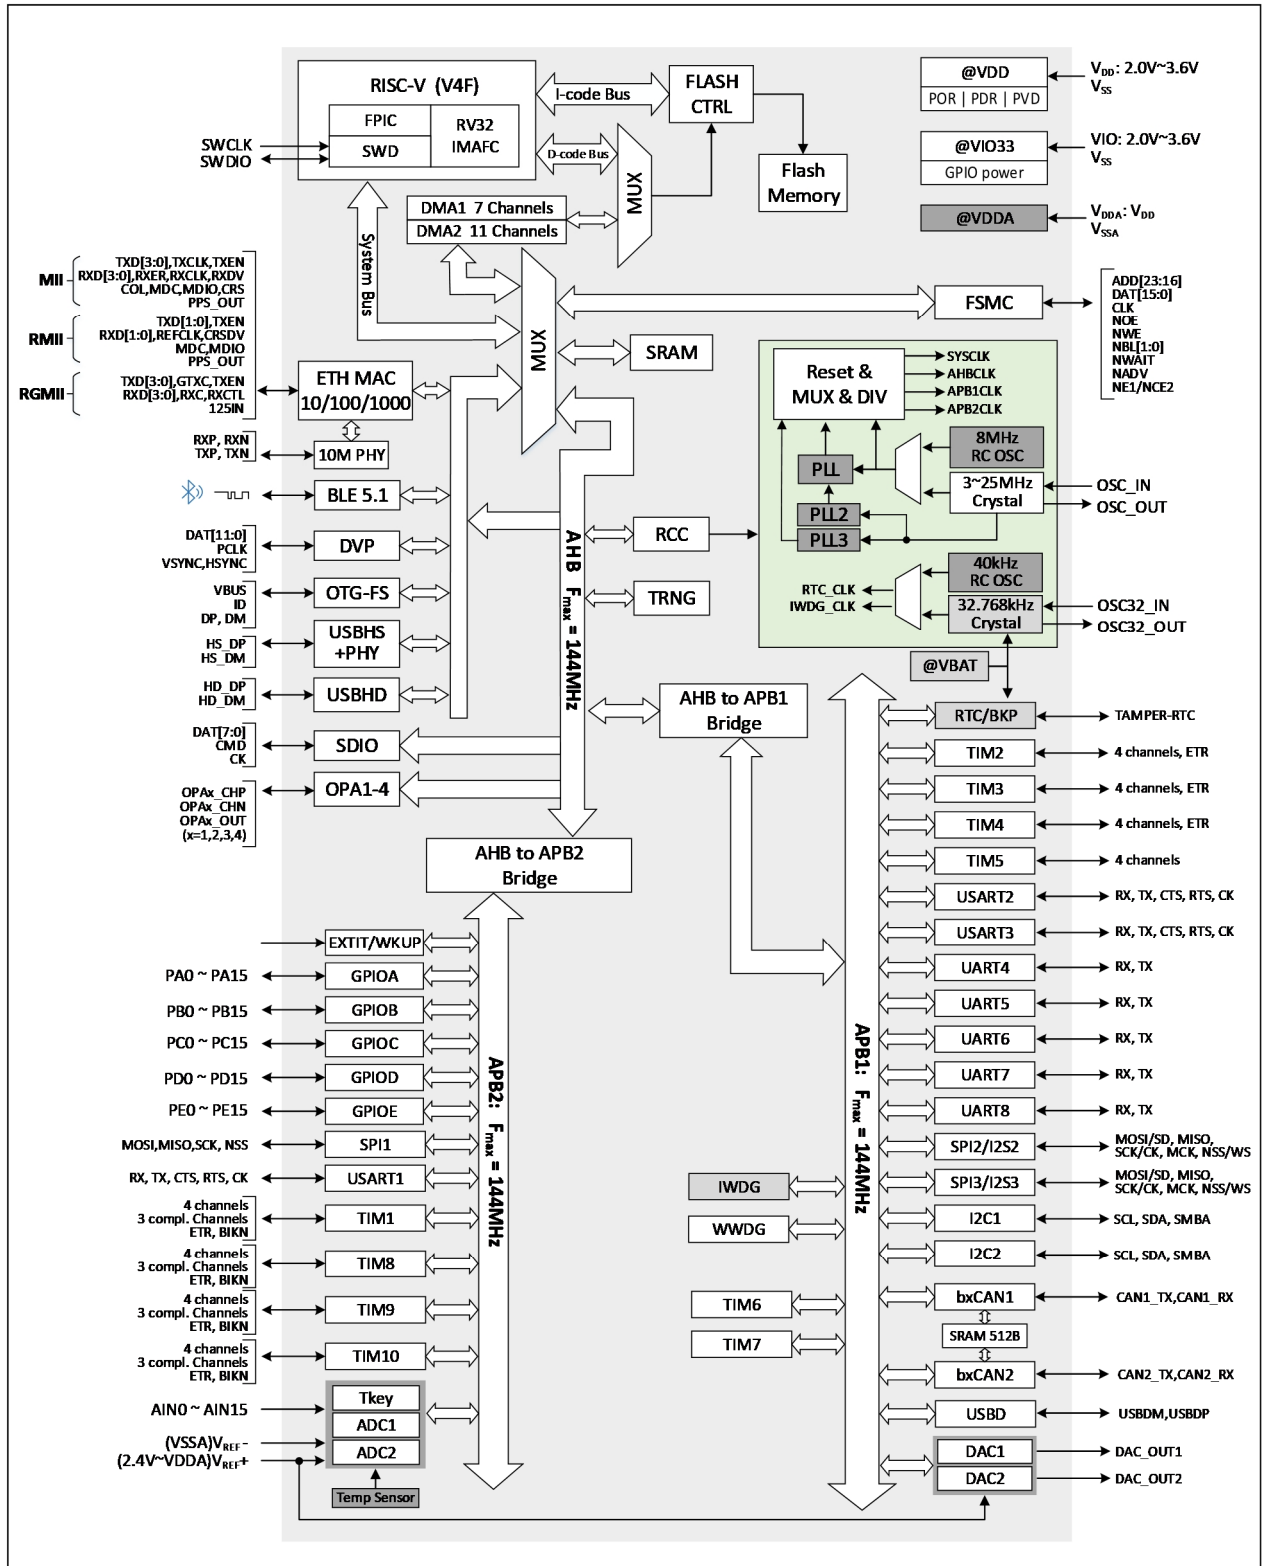 RISC-V (V4F)
FPIC
SWD
RV32
IMAFC
SWCLK
SWDIO
I-code Bus
D-code Bus
FLASH
CTRL
Flash
Memory
MUX
@VDD
POR | PDR | PVD
VDD: 2.0V~3.6V
VSS
@VIO33
GPIO power
VIO: 2.0V~3.6V
VSS
@VDDA
VDDA: VDD
VSSA
DMA1 7 Channels
DMA2 11 Channels
System Bus
MUX
MII
TXD[3:0],TXCLK,TXEN
RXD[3:0],RXER,RXCLK,RXDV
COL,MDC,MDIO,CRS
PPS_OUT
RMII
TXD[1:0],TXEN
RXD[1:0],REFCLK,CRSDV
MDC,MDIO
PPS_OUT
RGMII
TXD[3:0],GTXC,TXEN
RXD[3:0],RXC,RXCTL
125IN
ETH MAC
10/100/1000
RXP, RXN
TXP, TXN
10M PHY
BLE 5.1
DAT[11:0]
PCLK
VSYNC,HSYNC
DVP
VBUS
ID
DP, DM
OTG-FS
HS_DP
HS_DM
USBHS
+PHY
HD_DP
HD_DM
USBHD
DAT[7:0]
CMD
CK
SDIO
OPAx_CHP
OPAx_CHN
OPAx_OUT
(x=1,2,3,4)
OPA1-4
FSMC
ADD[23:16]
DAT[15:0]
CLK
NOE
NWE
NBL[1:0]
NWAIT
NADV
NE1/NCE2
SRAM
RCC
TRNG
AHB Fmax = 144MHz
Reset &
MUX & DIV
SYSCLK
AHBCLK
APB1CLK
APB2CLK
PLL
PLL2
PLL3
8MHz
RC OSC
3~25MHz
Crystal
OSC_IN
OSC_OUT
40kHz
RC OSC
32.768kHz
Crystal
RTC_CLK
IWDG_CLK
OSC32_IN
OSC32_OUT
@VBAT
AHB to APB1
Bridge
AHB to APB2
Bridge
EXTIT/WKUP
PA0 ~ PA15
GPIOA
PB0 ~ PB15
GPIOB
PC0 ~ PC15
GPIOC
PD0 ~ PD15
GPIOD
PE0 ~ PE15
GPIOE
MOSI,MISO,SCK, NSS
SPI1
RX, TX, CTS, RTS, CK
USART1
4 channels
3 compl. Channels
ETR, BIKN
TIM1
4 channels
3 compl. Channels
ETR, BIKN
TIM8
4 channels
3 compl. Channels
ETR, BIKN
TIM9
4 channels
3 compl. Channels
ETR, BIKN
TIM10
AIN0 ~ AIN15
(VSSA)VREF-
(2.4V~VDDA)VREF+
Tkey
ADC1
ADC2
Temp Sensor
APB2: Fmax = 144MHz
IWDG
WWDG
TIM6
TIM7
APB1: Fmax = 144MHz
RTC/BKP
TAMPER-RTC
TIM2
4 channels, ETR
TIM3
4 channels, ETR
TIM4
4 channels, ETR
TIM5
4 channels
USART2
RX, TX, CTS, RTS, CK
USART3
RX, TX, CTS, RTS, CK
UART4
RX, TX
UART5
RX, TX
UART6
RX, TX
UART7
RX, TX
UART8
RX, TX
SPI2/I2S2
MOSI/SD, MISO,
SCK/CK, MCK, NSS/WS
SPI3/I2S3
MOSI/SD, MISO,
SCK/CK, MCK, NSS/WS
I2C1
SCL, SDA, SMBA
I2C2
SCL, SDA, SMBA
bxCAN1
CAN1_TX,CAN1_RX
SRAM 512B
bxCAN2
CAN2_TX,CAN2_RX
USBD
USBDM,USBDP
DAC1
DAC_OUT1
DAC2
DAC_OUT2